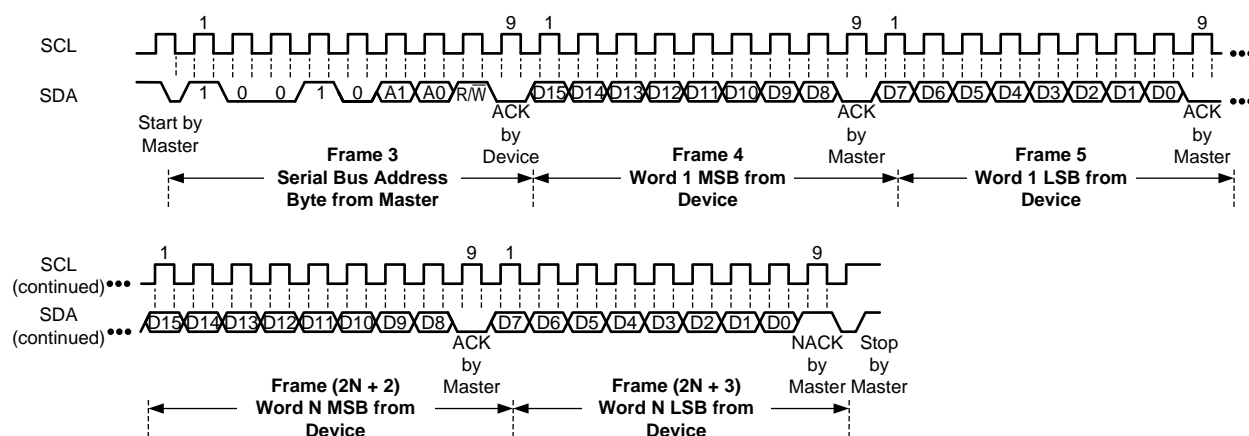 1 9 1 9 1 9
SCL •••
SDA 1 0 0 1 0 A1 A0 R/W D15 D14 D13 D12 D11 D10 D9 D8 D7 D6 D5 D4 D3 D2 D1 D0 •••
Start by Master
ACK by Device
ACK by Master
ACK by Master
Frame 3
Serial Bus Address
Byte from Master
Frame 4
Word 1 MSB from
Device
Frame 5
Word 1 LSB from
Device
1 9 1 9
SCL
(continued) •••
SDA
(continued) •••
D15 D14 D13 D12 D11 D10 D9 D8 D7 D6 D5 D4 D3 D2 D1 D0
ACK by Master
NACK by Master
Stop by Master
Frame (2N + 2)
Word N MSB from
Device
Frame (2N + 3)
Word N LSB from
Device